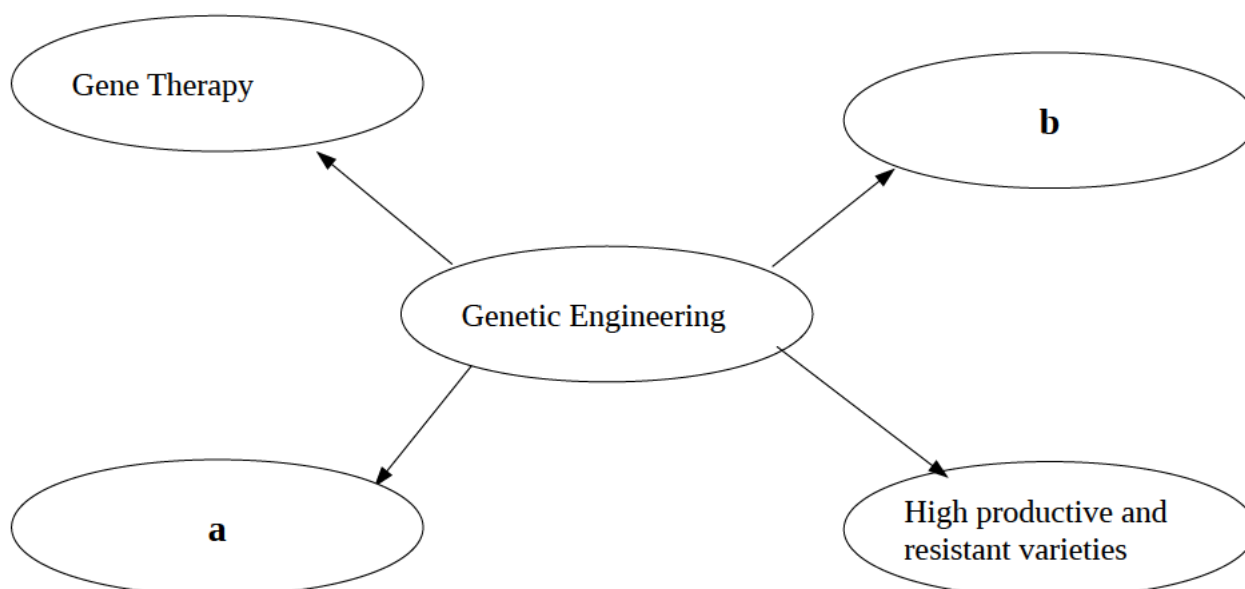 Gene Therapy
b
Genetic Engineering
a
High productive and
resistant varieties